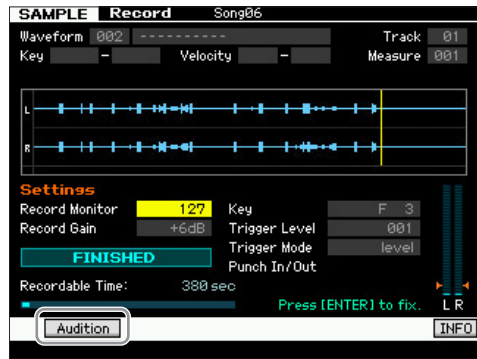 SAMPLE Record Song06
Waveform 002 ---------- Track 01
Key – Velocity – Measure 001
L
R
Settings
Record Monitor 127 Key F 3
Record Gain +6dB Trigger Level 001
FINISHED Trigger Mode level
Punch In/Out
Recordable Time: 380 sec
Press [ENTER] to fix. L R
Audition INFO